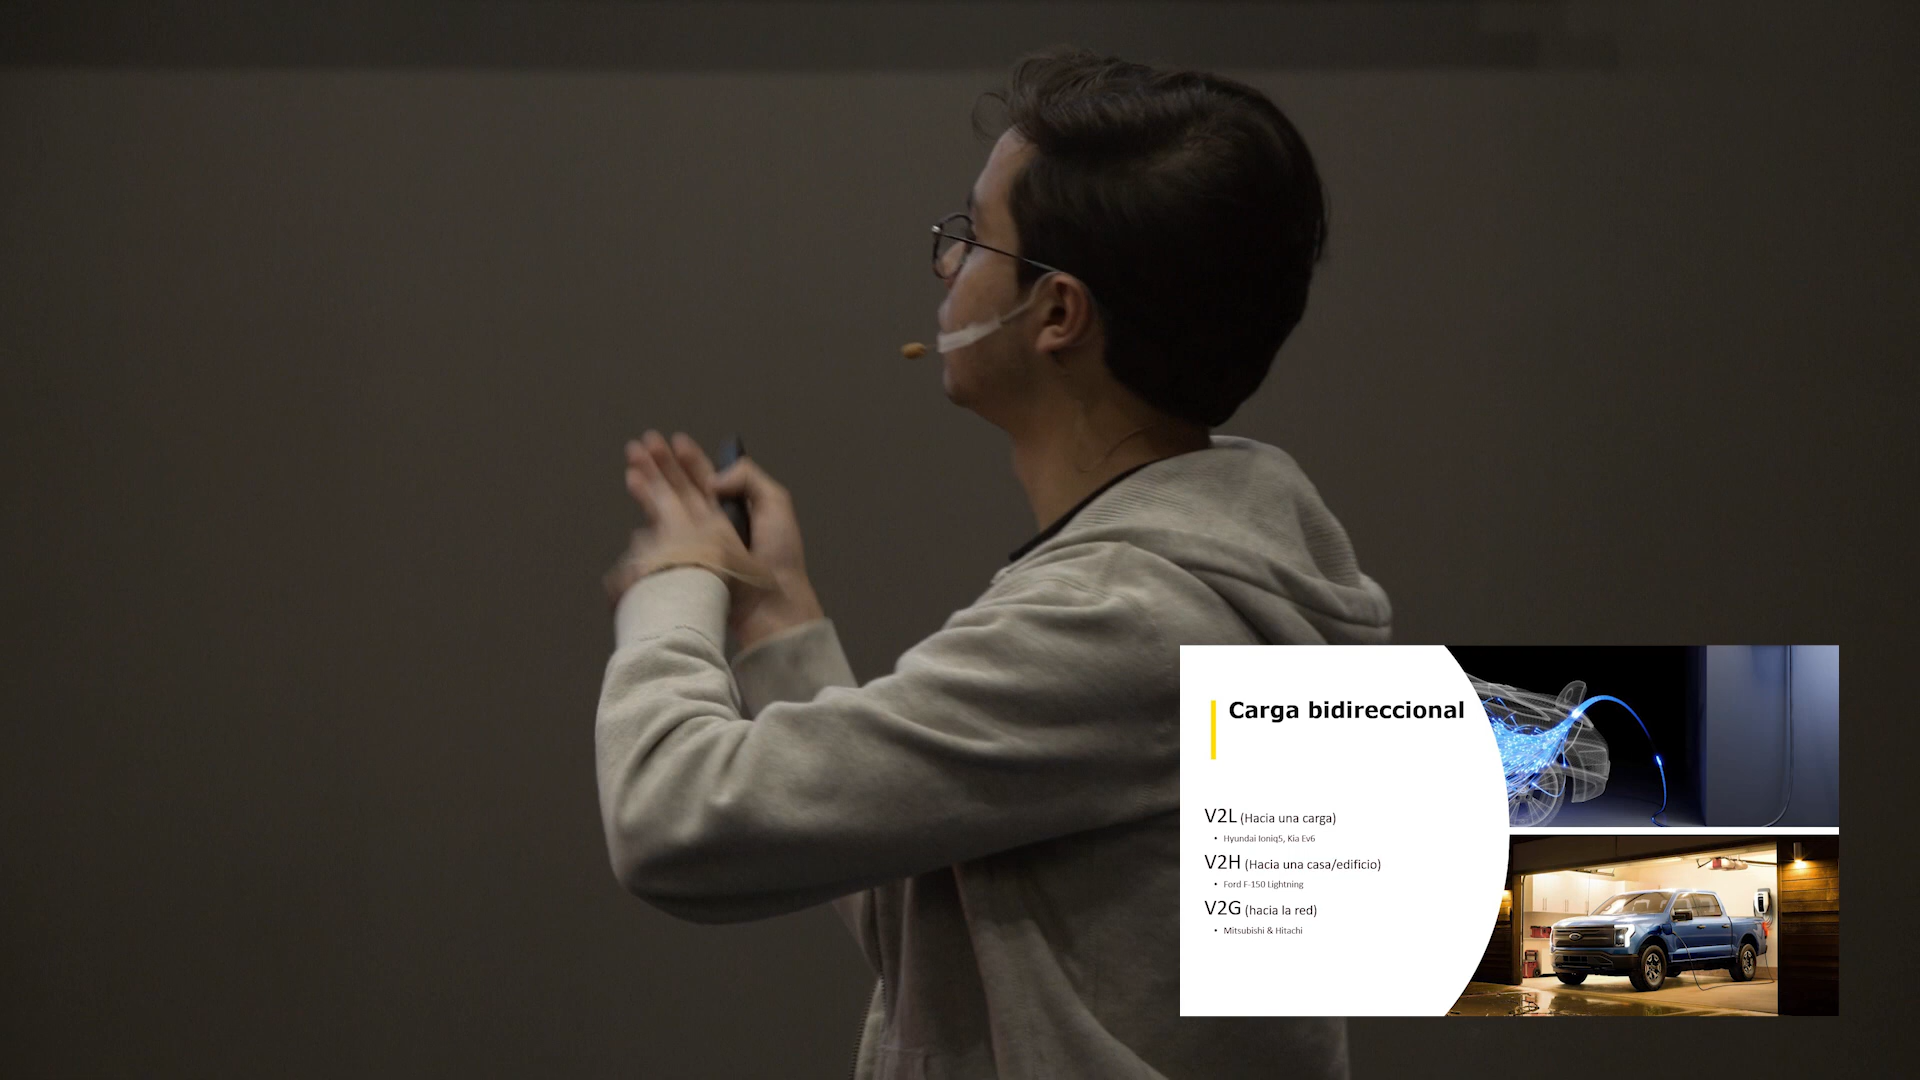 Carga bidireccional
V2L (Hacia una carga)
• Hyundai Ioniq5, Kia Ev6
V2H (Hacia una casa/edificio)
• Ford F-150 Lightning
V2G (hacia la red)
• Mitsubishi & Hitachi